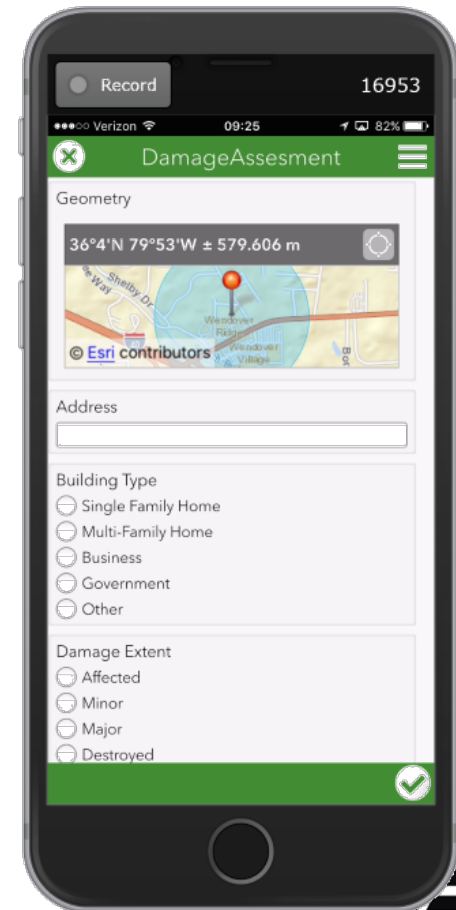 Record
16953
Verizon 09:25 82%
DamageAssesment
Geometry
36°4'N 79°53'W ± 579.606 m
Shelby Dr
Wendover
Ridge
Wendover
Village
© Esri contributors
Address
Building Type
Single Family Home
Multi-Family Home
Business
Government
Other
Damage Extent
Affected
Minor
Major
Destroyed